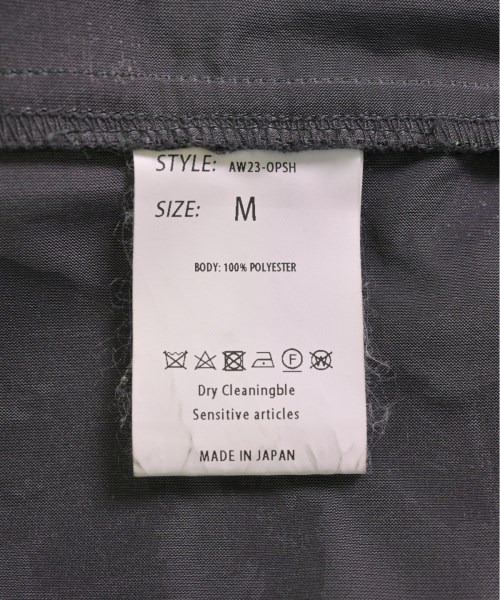 STYLE: AW23-OPSH
SIZE: M
BODY: 100% POLYESTER
F W
Dry Cleaningble
Sensitive articles
MADE IN JAPAN